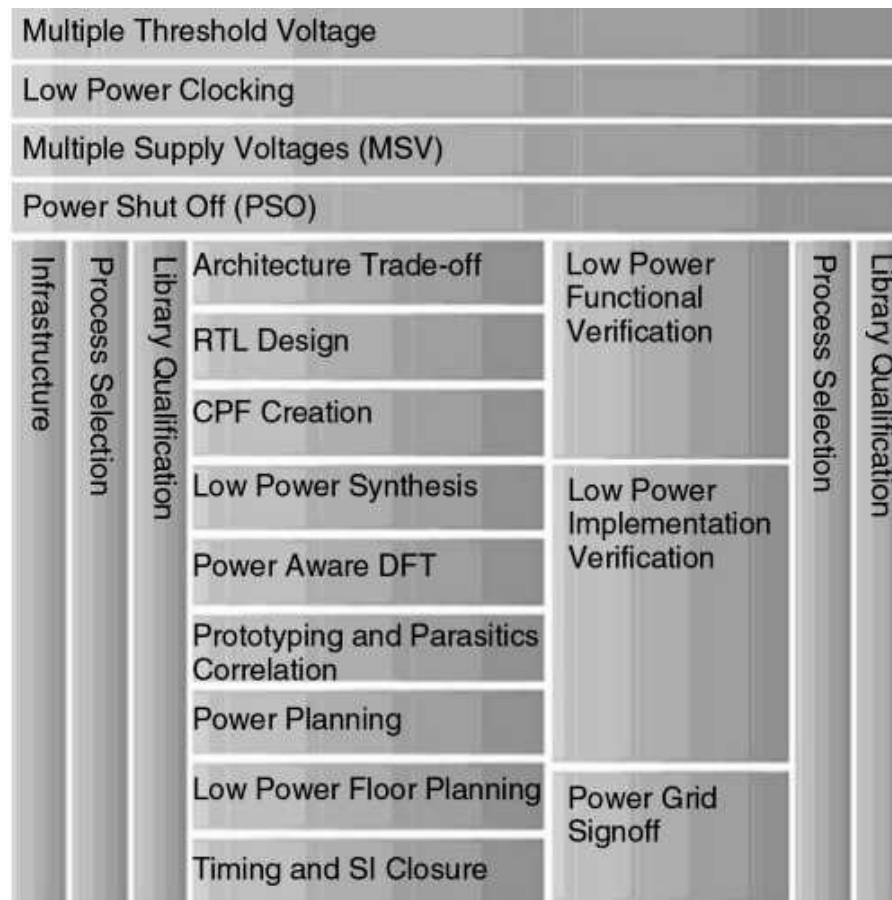 Multiple Threshold Voltage
Low Power Clocking
Multiple Supply Voltages (MSV)
Power Shut Off (PSO)
Infrastructure
Process Selection
Library Qualification
Architecture Trade-off
RTL Design
CPF Creation
Low Power Synthesis
Power Aware DFT
Prototyping and Parasitics
Correlation
Power Planning
Low Power Floor Planning
Timing and SI Closure
Low Power
Functional
Verification
Low Power
Implementation
Verification
Power Grid
Signoff
Process Selection
Library Qualification